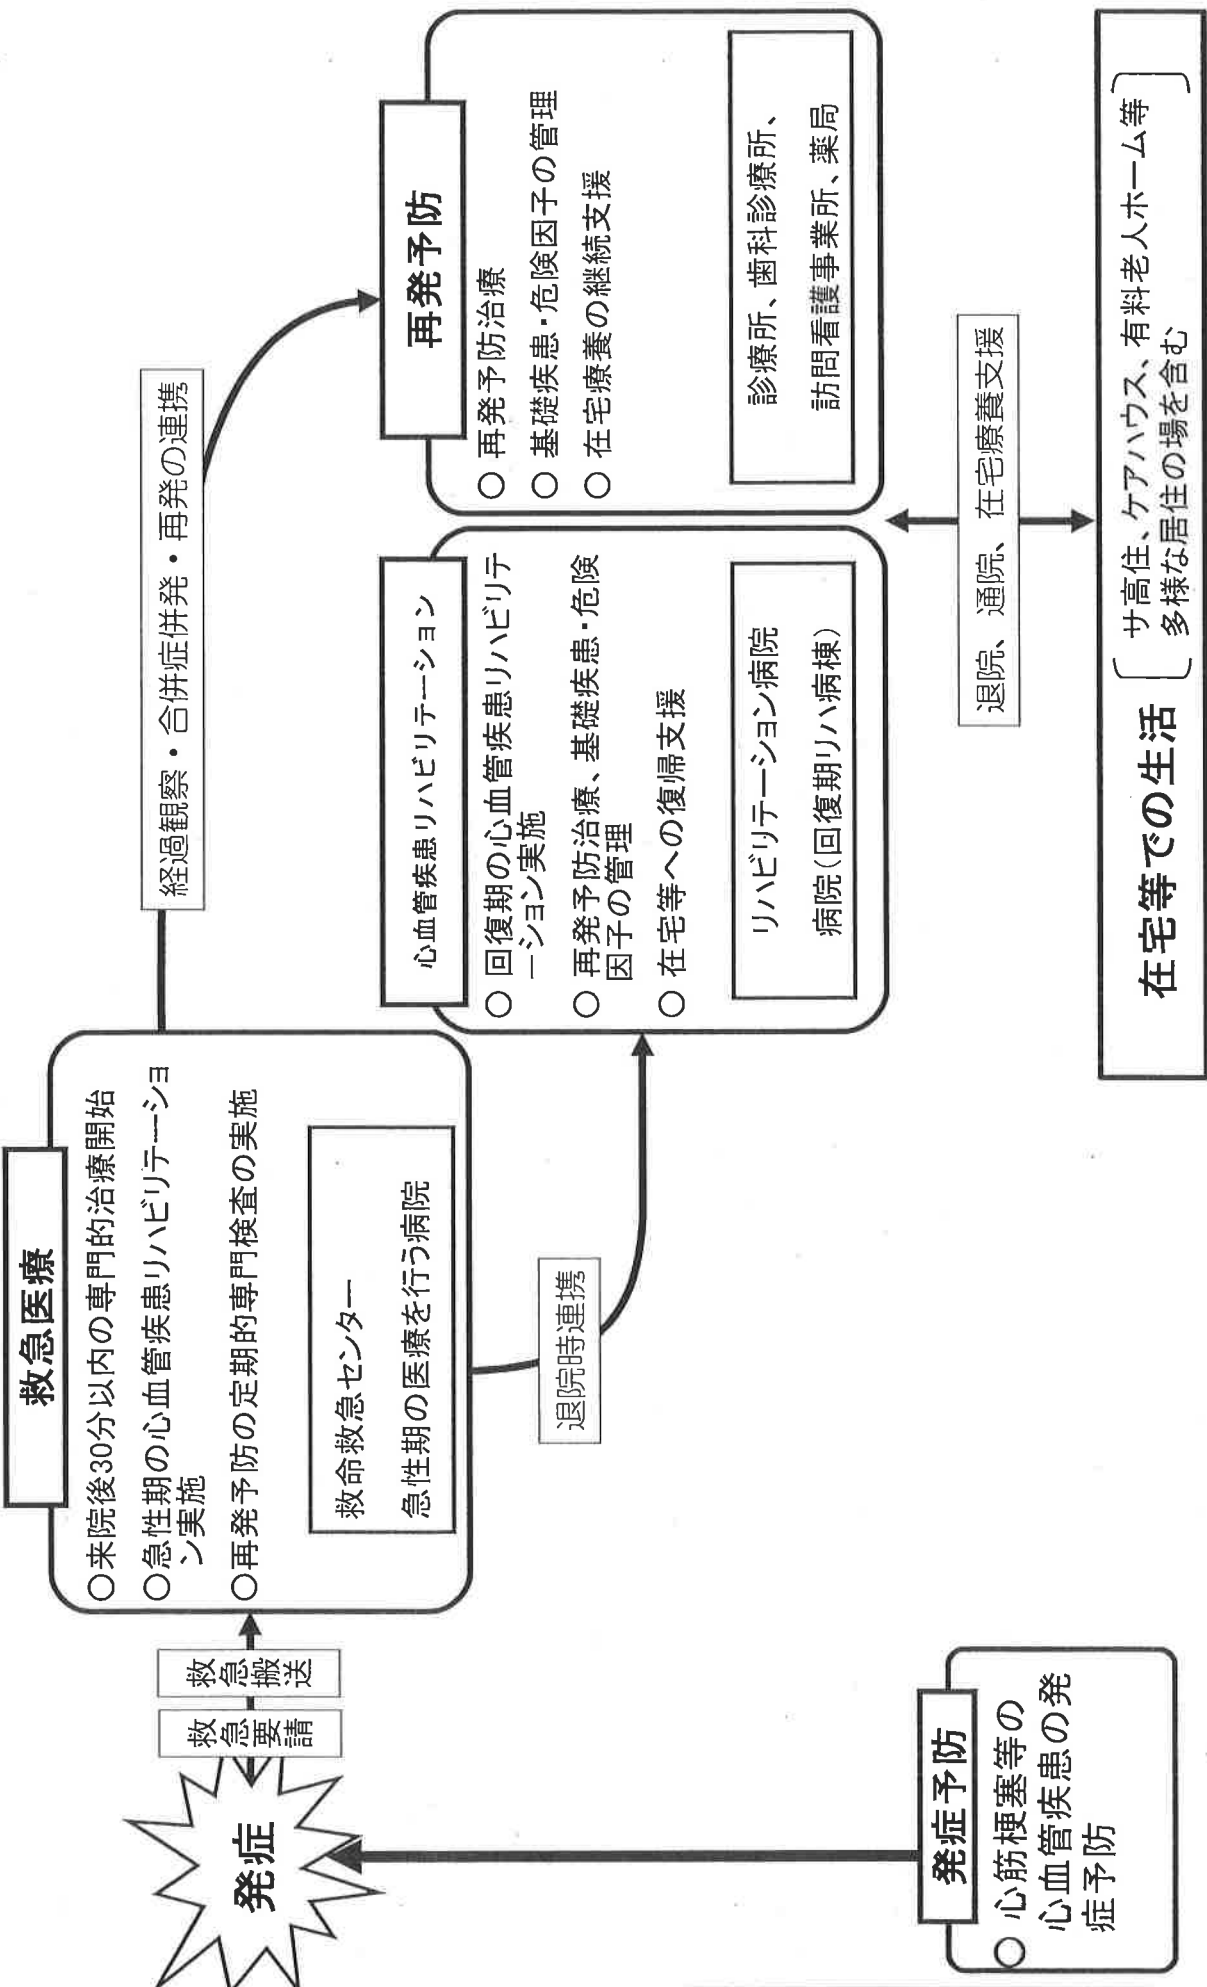 救急医療
○来院後30分以内の専門的治療開始
○急性期の心血管疾患リハビリテーショ
ン実施
○再発予防の定期的専門検査の実施
救命救急センター
急性期の医療を行う病院
発症
救急要請
救急搬送
経過観察・合併症併発・再発の連携
退院時連携
心血管疾患リハビリテーション
○ 回復期の心血管疾患リハビリテ
ーション実施
○ 再発予防治療、基礎疾患・危険
因子の管理
○ 在宅等への復帰支援
リハビリテーション病院
病院(回復期リハ病棟)
再発予防
○ 再発予防治療
○ 基礎疾患・危険因子の管理
○ 在宅療養の継続支援
診療所、歯科診療所、
訪問看護事業所、薬局
退院、通院、在宅療養支援
発症予防
○ 心筋梗塞等の
心血管疾患の発
症予防
在宅等での生活
サ高住、ケアハウス、有料老人ホーム等
多様な居住の場を含む